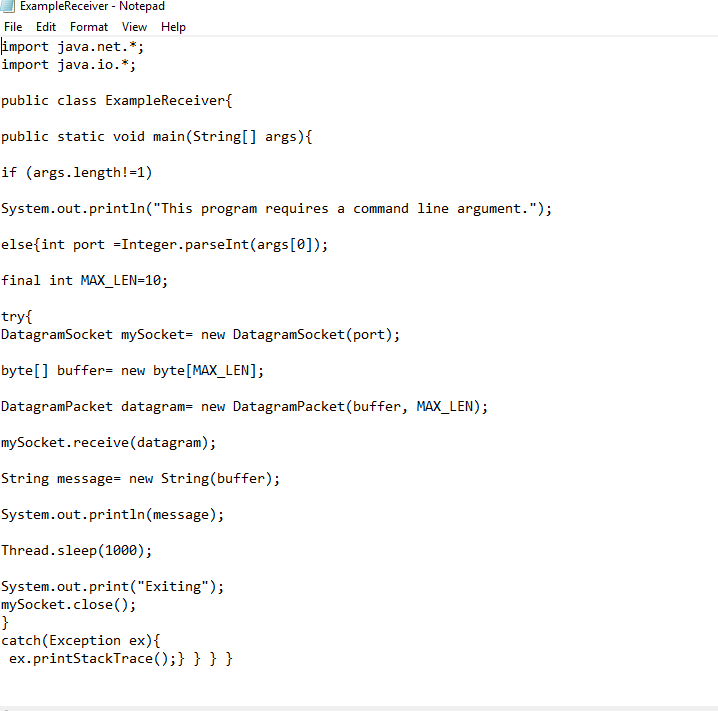 ExampleReceiver - Notepad
File Edit Format View Help
import java.net.*;
import java.io.*;
public class ExampleReceiver{
public static void main(String[] args){
if (args.length!=1)
System.out.println("This program requires a command line argument.");
else{int port =Integer.parseInt(args[0]);
final int MAX_LEN=10;
try{
DatagramSocket mySocket= new DatagramSocket(port);
byte[] buffer= new byte[MAX_LEN];
DatagramPacket datagram= new DatagramPacket(buffer, MAX_LEN);
mySocket.receive(datagram);
String message= new String(buffer);
System.out.println(message);
Thread.sleep(1000);
System.out.print("Exiting");
mySocket.close();
}
catch(Exception ex){
 ex.printStackTrace();} } } }